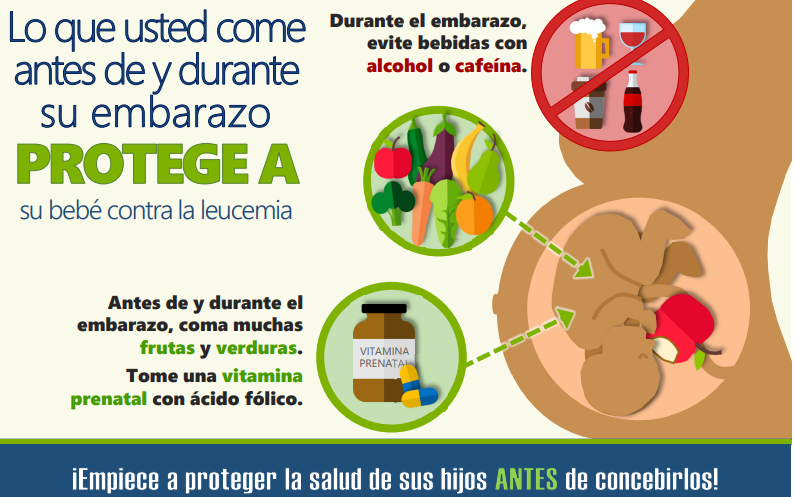 Lo que usted come
antes de y durante
su embarazo
PROTEGE A
su bebé contra la leucemia
Durante el embarazo,
evite bebidas con
alcohol o cafeína.
Antes de y durante el
embarazo, coma muchas
frutas y verduras.
Tome una vitamina
prenatal con ácido fólico.
VITAMINA
PRENATAL
¡Empiece a proteger la salud de sus hijos ANTES de concebirlos!